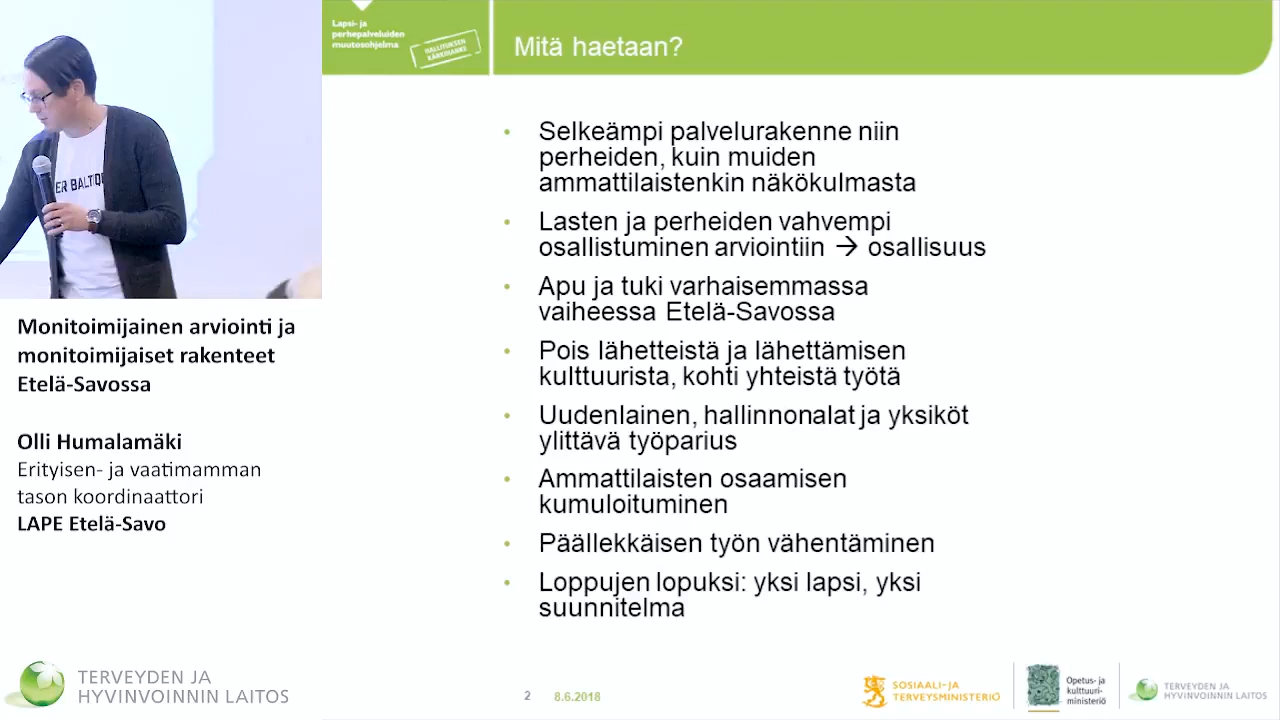 Lapsi- ja
perhepalveluiden
muutosohjelma
HALLITUKSEN
KÄRKIHANKE
Mitä haetaan?
ER BALTIC
• Selkeämpi palvelurakenne niin
perheiden, kuin muiden
ammattilaistenkin näkökulmasta
• Lasten ja perheiden vahvempi
osallistuminen arviointiin → osallisuus
• Apu ja tuki varhaisemmassa
vaiheessa Etelä-Savossa
• Pois lähetteistä ja lähettämisen
kulttuurista, kohti yhteistä työtä
• Uudenlainen, hallinnonalat ja yksiköt
ylittävä työparius
• Ammattilaisten osaamisen
kumuloituminen
• Päällekkäisen työn vähentäminen
• Loppujen lopuksi: yksi lapsi, yksi
suunnitelma
Monitoimijainen arviointi ja
monitoimijaiset rakenteet
Etelä-Savossa
Olli Humalamäki
Erityisen- ja vaatimamman
tason koordinaattori
LAPE Etelä-Savo
TERVEYDEN JA
HYVINVOINNIN LAITOS
2 8.6.2018
SOSIAALI- JA
TERVEYSMINISTERIÖ
Opetus- ja
kulttuuri-
ministeriö
TERVEYDEN JA
HYVINVOINNIN LAITOS